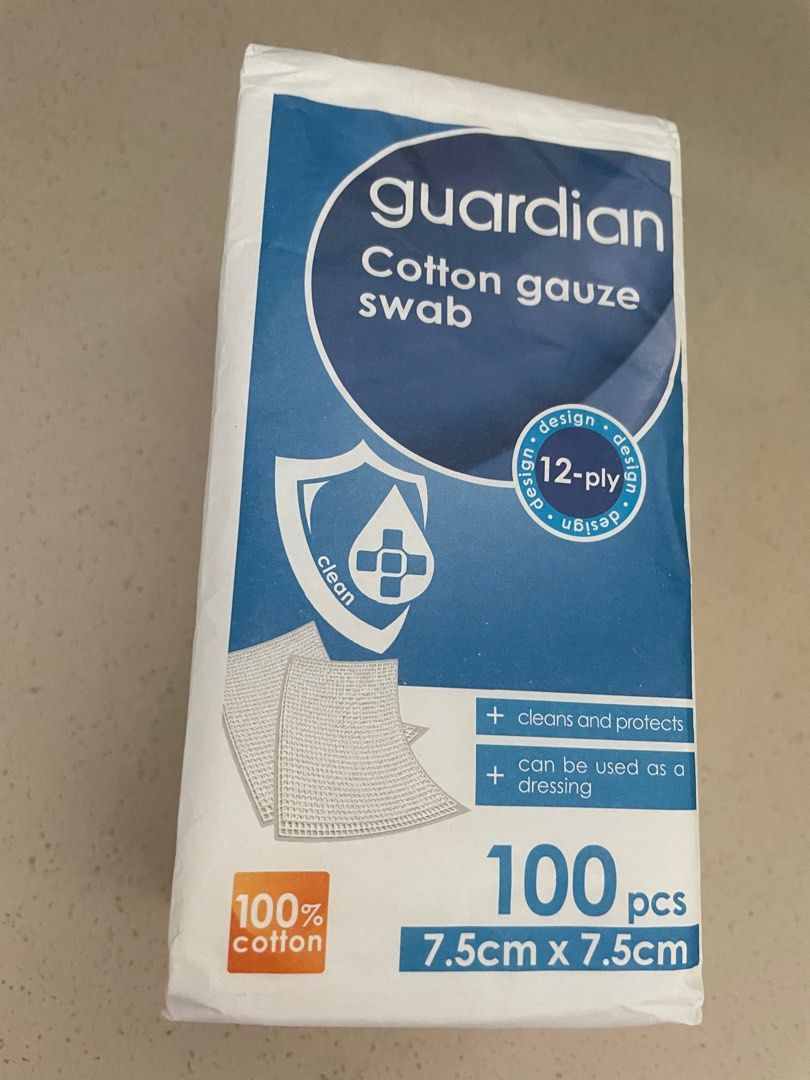 guardian
Cotton gauze
swab
design • design • design • design •
12-ply
clean
+ cleans and protects
+ can be used as a
dressing
100 pcs
7.5cm x 7.5cm
100%
cotton